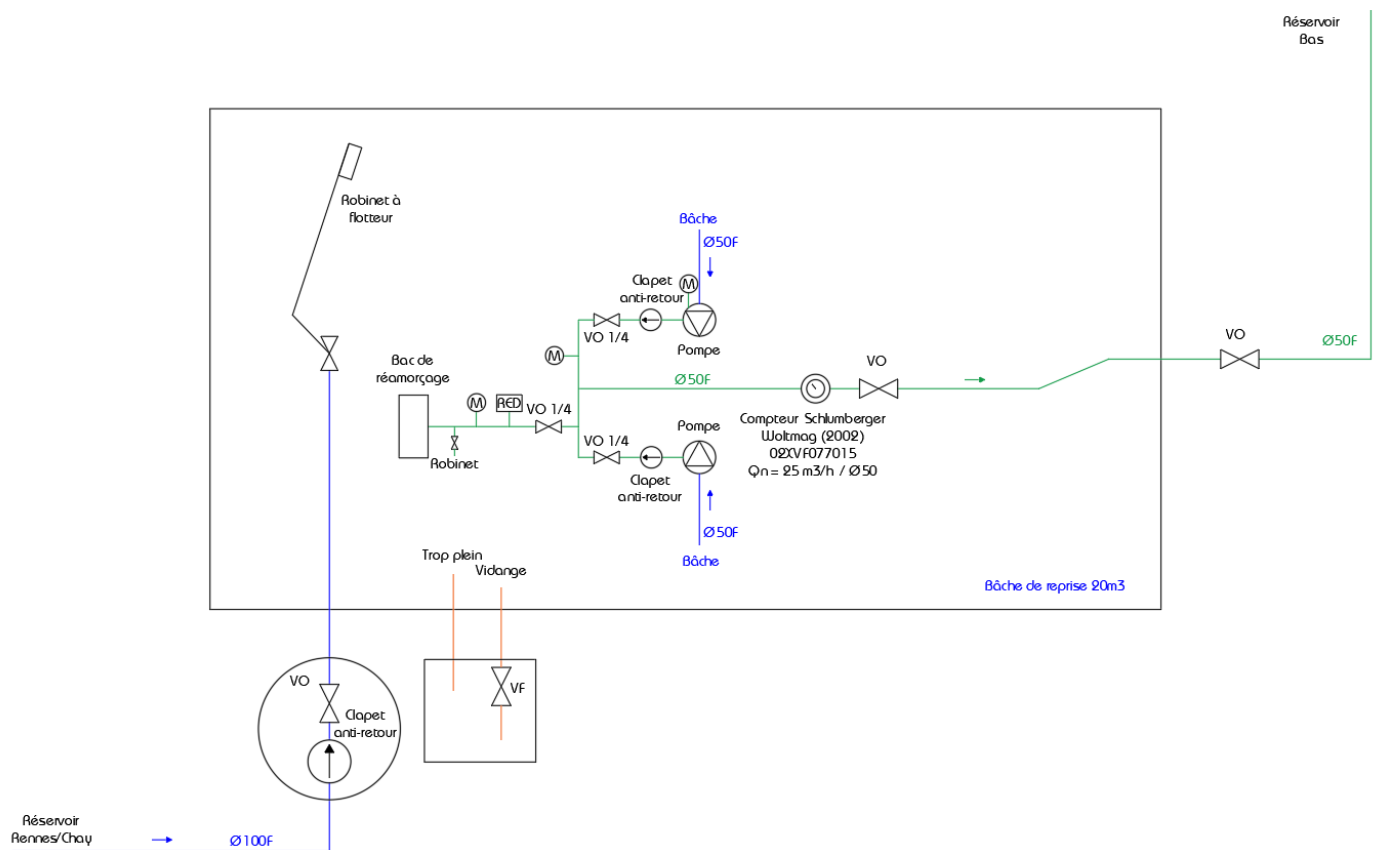 Réservoir
Bas
Robinet à
flotteur
Bâche
Ø50F
Clapet
anti-retour
M
VO 1/4
Pompe
M
VO
Ø50F
Bac de
réamorçage
VO
Ø50F
M
RED
VO 1/4
Robinet
VO 1/4
Pompe
Clapet
anti-retour
Compteur Schlumberger
Woltmag (2002)
02XVF077015
Qn = 25 m3/h / Ø50
Ø50F
Bâche
Trop plein
Vidange
Bâche de reprise 20m3
VO
Clapet
anti-retour
VF
Réservoir
Rennes/Chay
Ø100F